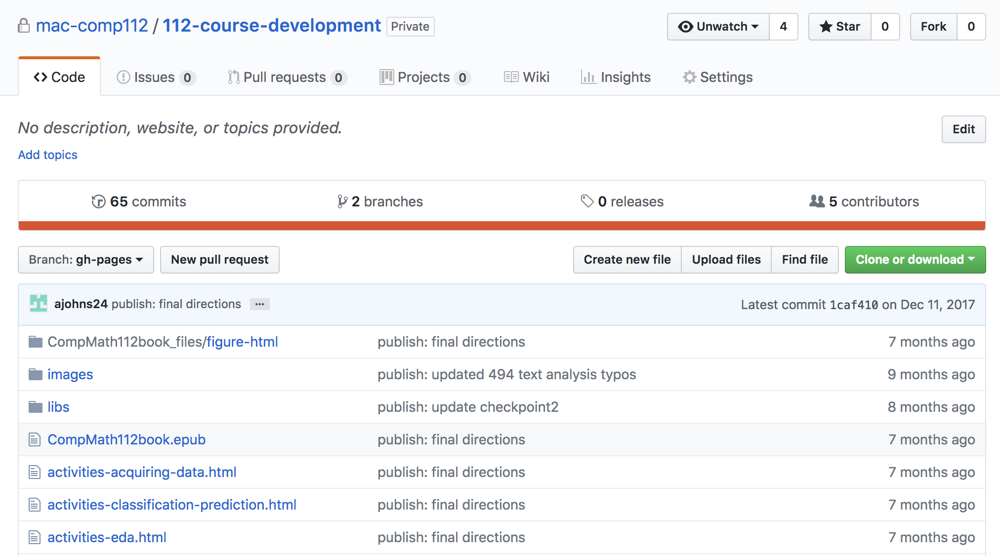 mac-comp112 / 112-course-development Private Unwatch 4 Star 0 Fork 0
Code Issues 0 Pull requests 0 Projects 0 Wiki Insights Settings
No description, website, or topics provided. Edit
Add topics
65 commits 2 branches 0 releases 5 contributors
Branch: gh-pages New pull request Create new file Upload files Find file Clone or download
ajohns24 publish: final directions ... Latest commit 1caf410 on Dec 11, 2017
CompMath112book_files/figure-html publish: final directions 7 months ago
images publish: updated 494 text analysis typos 9 months ago
libs publish: update checkpoint2 8 months ago
CompMath112book.epub publish: final directions 7 months ago
activities-acquiring-data.html publish: final directions 7 months ago
activities-classification-prediction.html publish: final directions 7 months ago
activities-eda.html publish: final directions 7 months ago